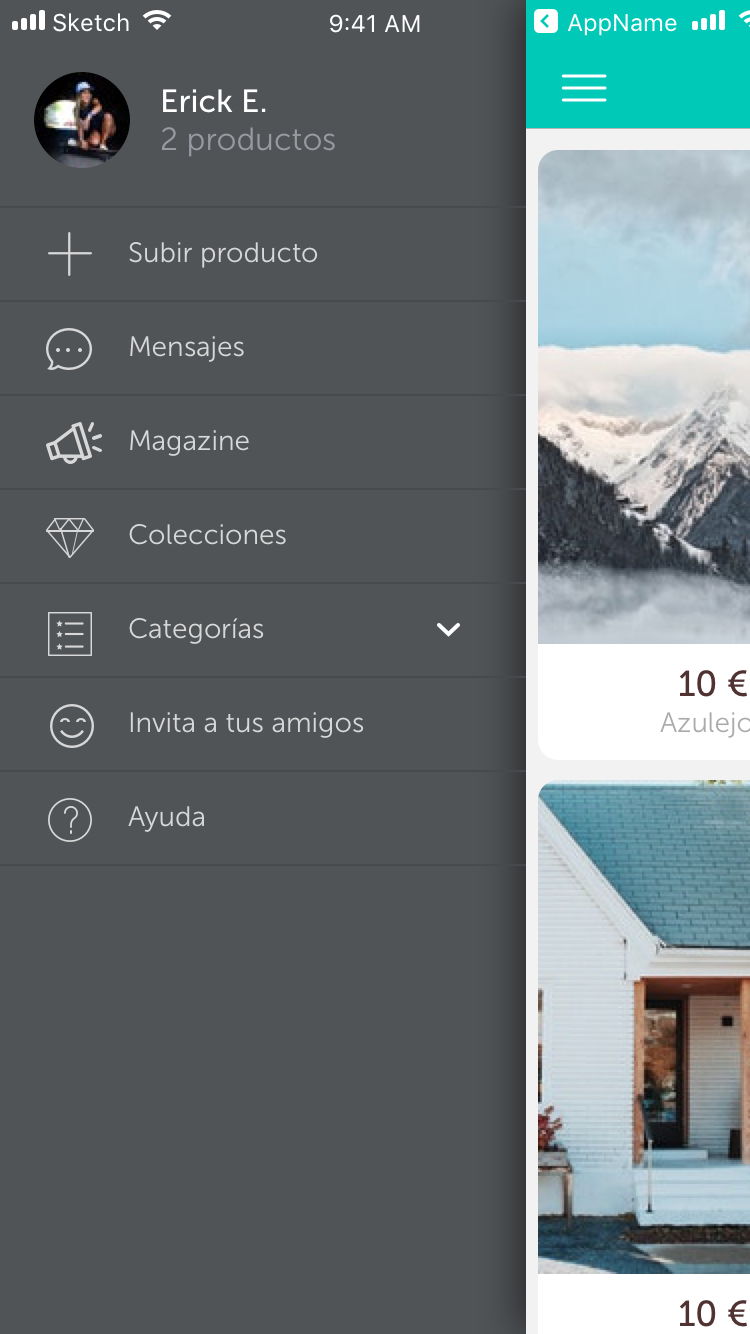 Sketch 9:41 AM
Erick E.
2 productos
Subir producto
Mensajes
Magazine
Colecciones
Categorías
Invita a tus amigos
Ayuda
AppName
10 €
Azulejo
10 €